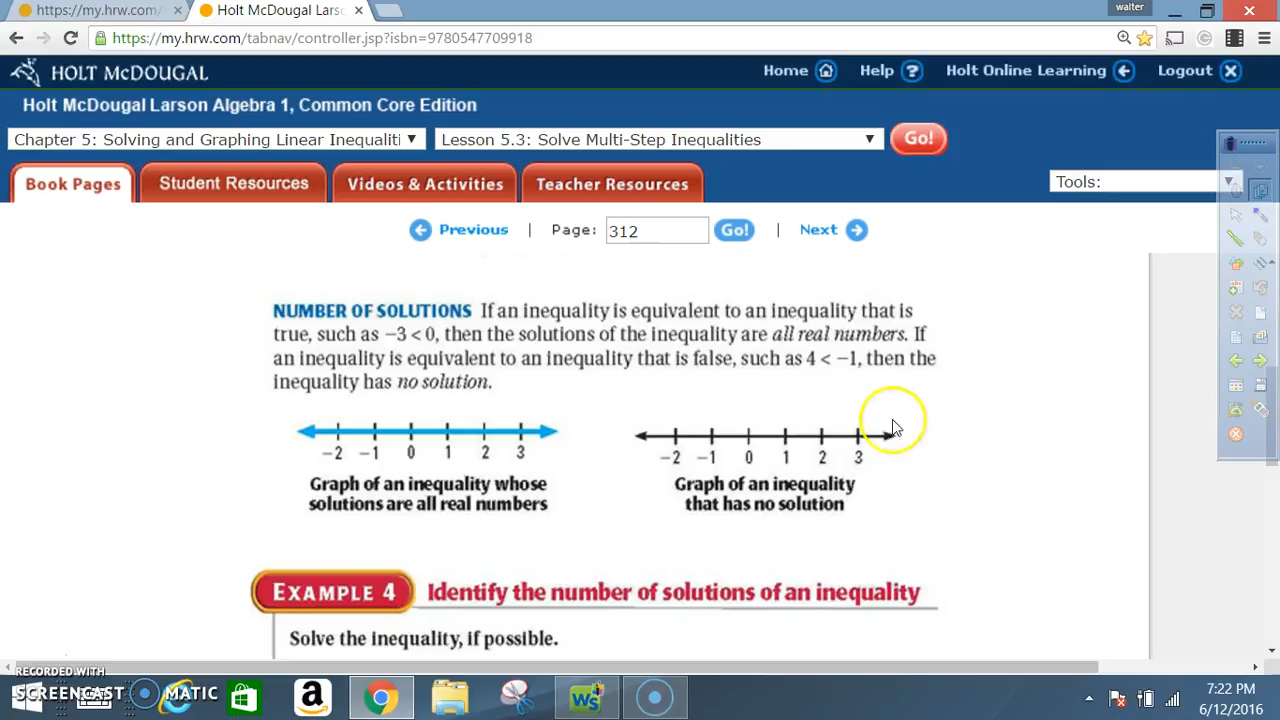 https://my.hrw.com/tabnav/ ×
Holt McDougal Larso ×
walter
https://my.hrw.com/tabnav/controller.jsp?isbn=9780547709918
HOLT McDOUGAL
Home
Help ?
Holt Online Learning
Logout X
Holt McDougal Larson Algebra 1, Common Core Edition
Chapter 5: Solving and Graphing Linear Inequaliti
Lesson 5.3: Solve Multi-Step Inequalities
Go!
Book Pages
Student Resources
Videos & Activities
Teacher Resources
Tools:
Previous | Page: 312 Go! | Next
NUMBER OF SOLUTIONS If an inequality is equivalent to an inequality that is
true, such as −3 < 0, then the solutions of the inequality are all real numbers. If
an inequality is equivalent to an inequality that is false, such as 4 < −1, then the
inequality has no solution.
−2 −1 0 1 2 3
−2 −1 0 1 2 3
Graph of an inequality whose
solutions are all real numbers
Graph of an inequality
that has no solution
EXAMPLE 4 Identify the number of solutions of an inequality
Solve the inequality, if possible.
RECORDED WITH
SCREENCAST MATIC
a
WS
7:22 PM
6/12/2016